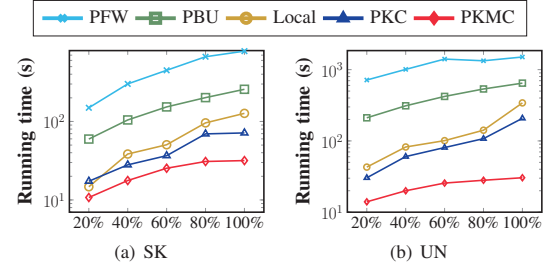 PFW PBU Local PKC PKMC
Running time (s)
10²
10¹
20% 40% 60% 80% 100%
(a) SK
Running time (s)
10³
10²
10¹
20% 40% 60% 80% 100%
(b) UN